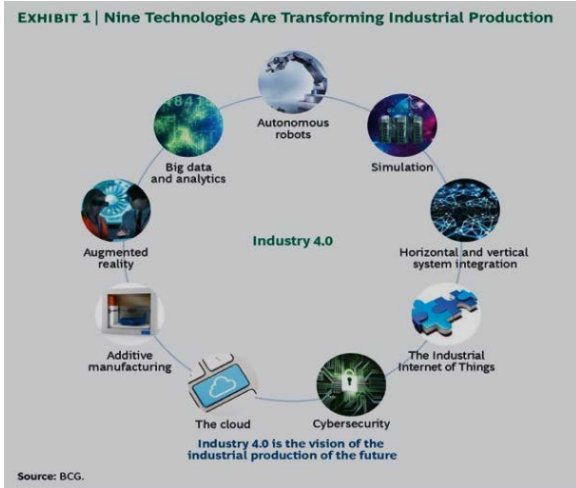 EXHIBIT 1 | Nine Technologies Are Transforming Industrial Production
Autonomous
robots
Simulation
Horizontal and vertical
system integration
The Industrial
Internet of Things
Cybersecurity
The cloud
Additive
manufacturing
Augmented
reality
Big data
and analytics
Industry 4.0
Industry 4.0 is the vision of the
industrial production of the future
Source: BCG.